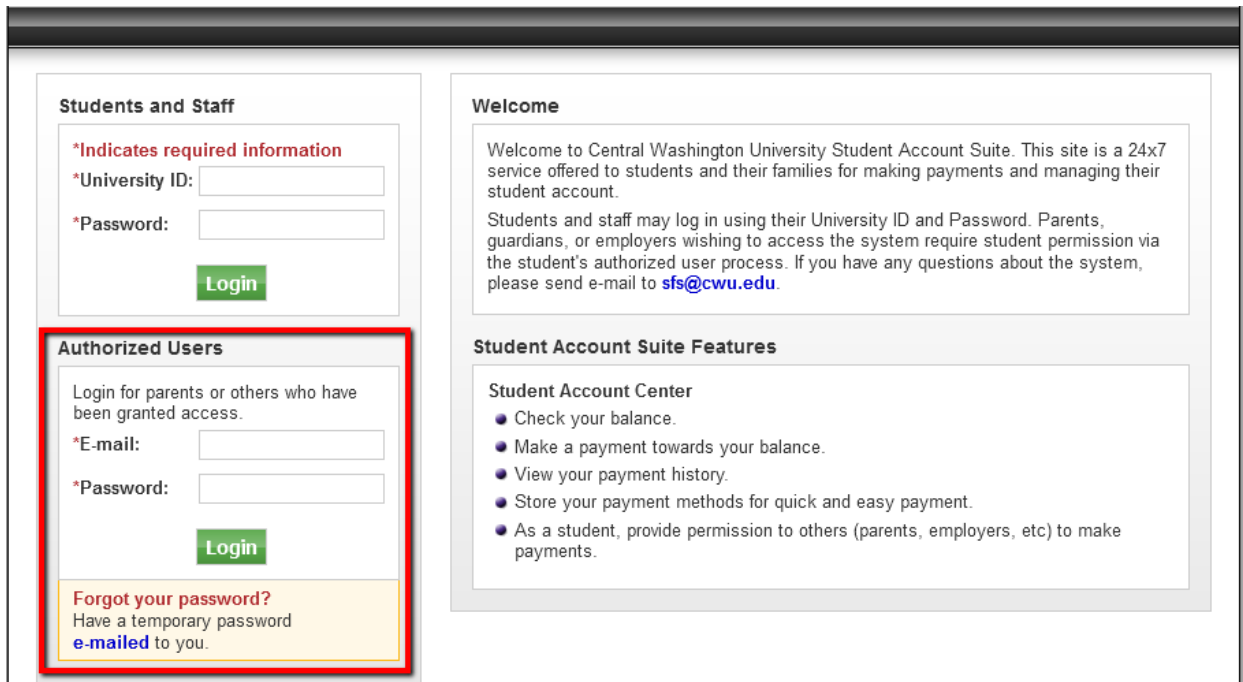 Students and Staff
*Indicates required information
*University ID:
*Password:
Login
Authorized Users
Login for parents or others who have
been granted access.
*E-mail:
*Password:
Login
Forgot your password?
Have a temporary password
e-mailed to you.
Welcome
Welcome to Central Washington University Student Account Suite. This site is a 24x7
service offered to students and their families for making payments and managing their
student account.
Students and staff may log in using their University ID and Password. Parents,
guardians, or employers wishing to access the system require student permission via
the student's authorized user process. If you have any questions about the system,
please send e-mail to sfs@cwu.edu.
Student Account Suite Features
Student Account Center
Check your balance.
Make a payment towards your balance.
View your payment history.
Store your payment methods for quick and easy payment.
As a student, provide permission to others (parents, employers, etc) to make
payments.